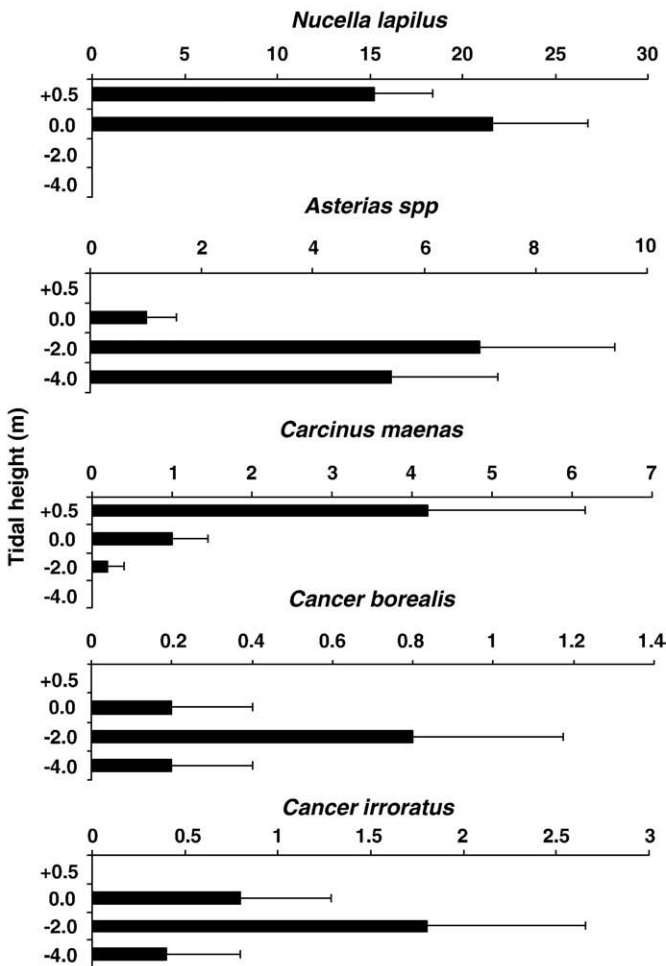 Nucella lapilus
0 5 10 15 20 25 30
+0.5
0.0
-2.0
-4.0
Asterias spp
0 2 4 6 8 10
+0.5
0.0
-2.0
-4.0
Tidal height (m)
Carcinus maenas
0 1 2 3 4 5 6 7
+0.5
0.0
-2.0
-4.0
Cancer borealis
0 0.2 0.4 0.6 0.8 1 1.2 1.4
+0.5
0.0
-2.0
-4.0
Cancer irroratus
0 0.5 1 1.5 2 2.5 3
+0.5
0.0
-2.0
-4.0